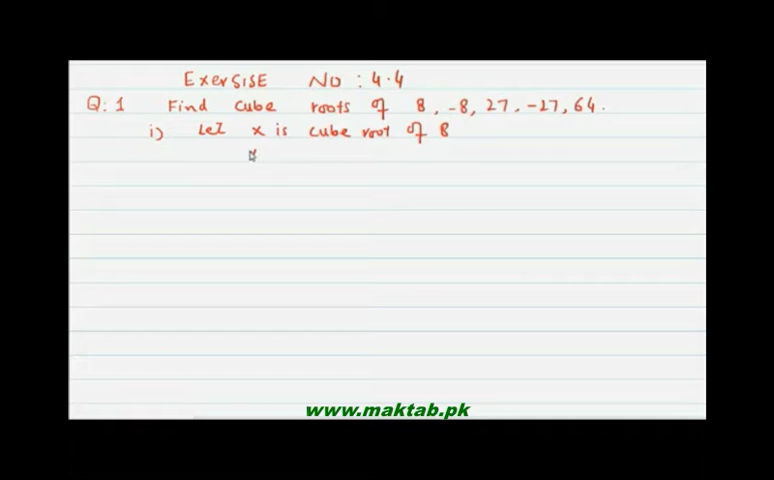 Exersise No : 4.4
Q: 1 Find cube roots of 8, -8, 27, -27, 64.
i) Let x is cube root of 8
x
www.maktab.pk